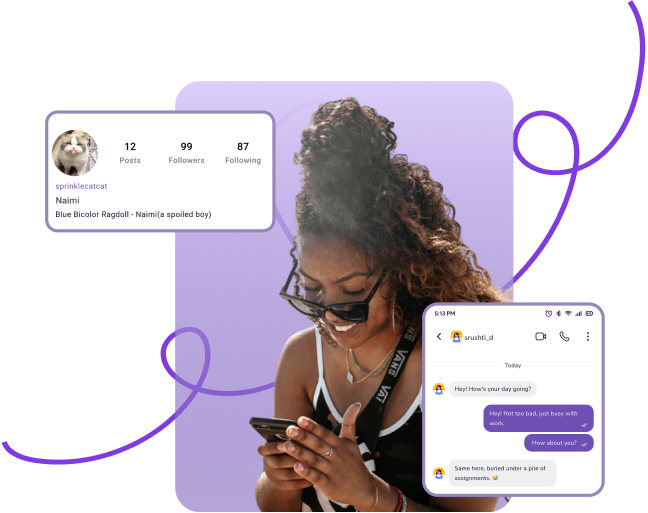 12
99
87
Posts
Followers
Following
sprinklecatcat
Naimi
Blue Bicolor Ragdoll - Naimi(a spoiled boy)
VANS
VA
5:13 PM
srushti_d
Today
Hey! How's your day going?
Hey! Not too bad, just busy with
work.
How about you?
Same here, buried under a pile of
assignments. 😅